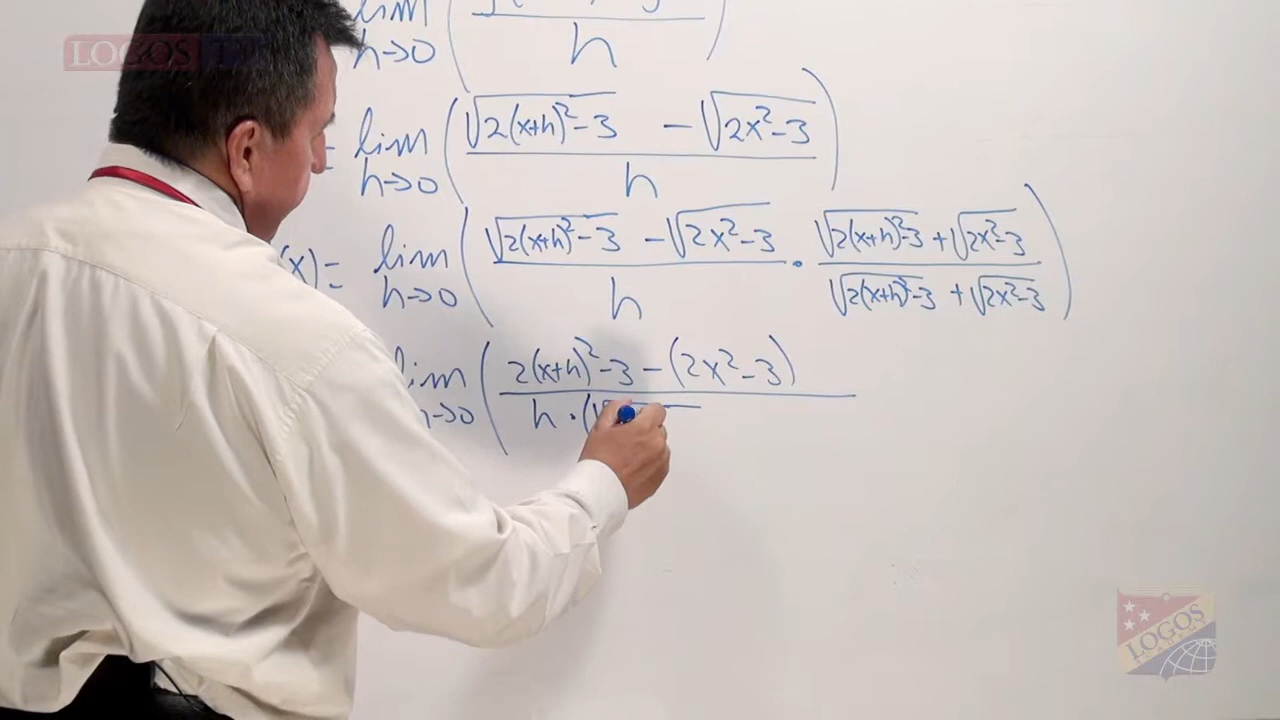 LOGOS TV
lim
h→0 ( h )
= lim h→0 ( √(2(x+h)²-3) - √(2x²-3) / h )
(x) = lim h→0 ( √(2(x+h)²-3) - √(2x²-3) / h · √(2(x+h)²-3) + √(2x²-3) / √(2(x+h)²-3) + √(2x²-3) )
lim h→0 ( 2(x+h)²-3 - (2x²-3) / h · (√
LOGOS